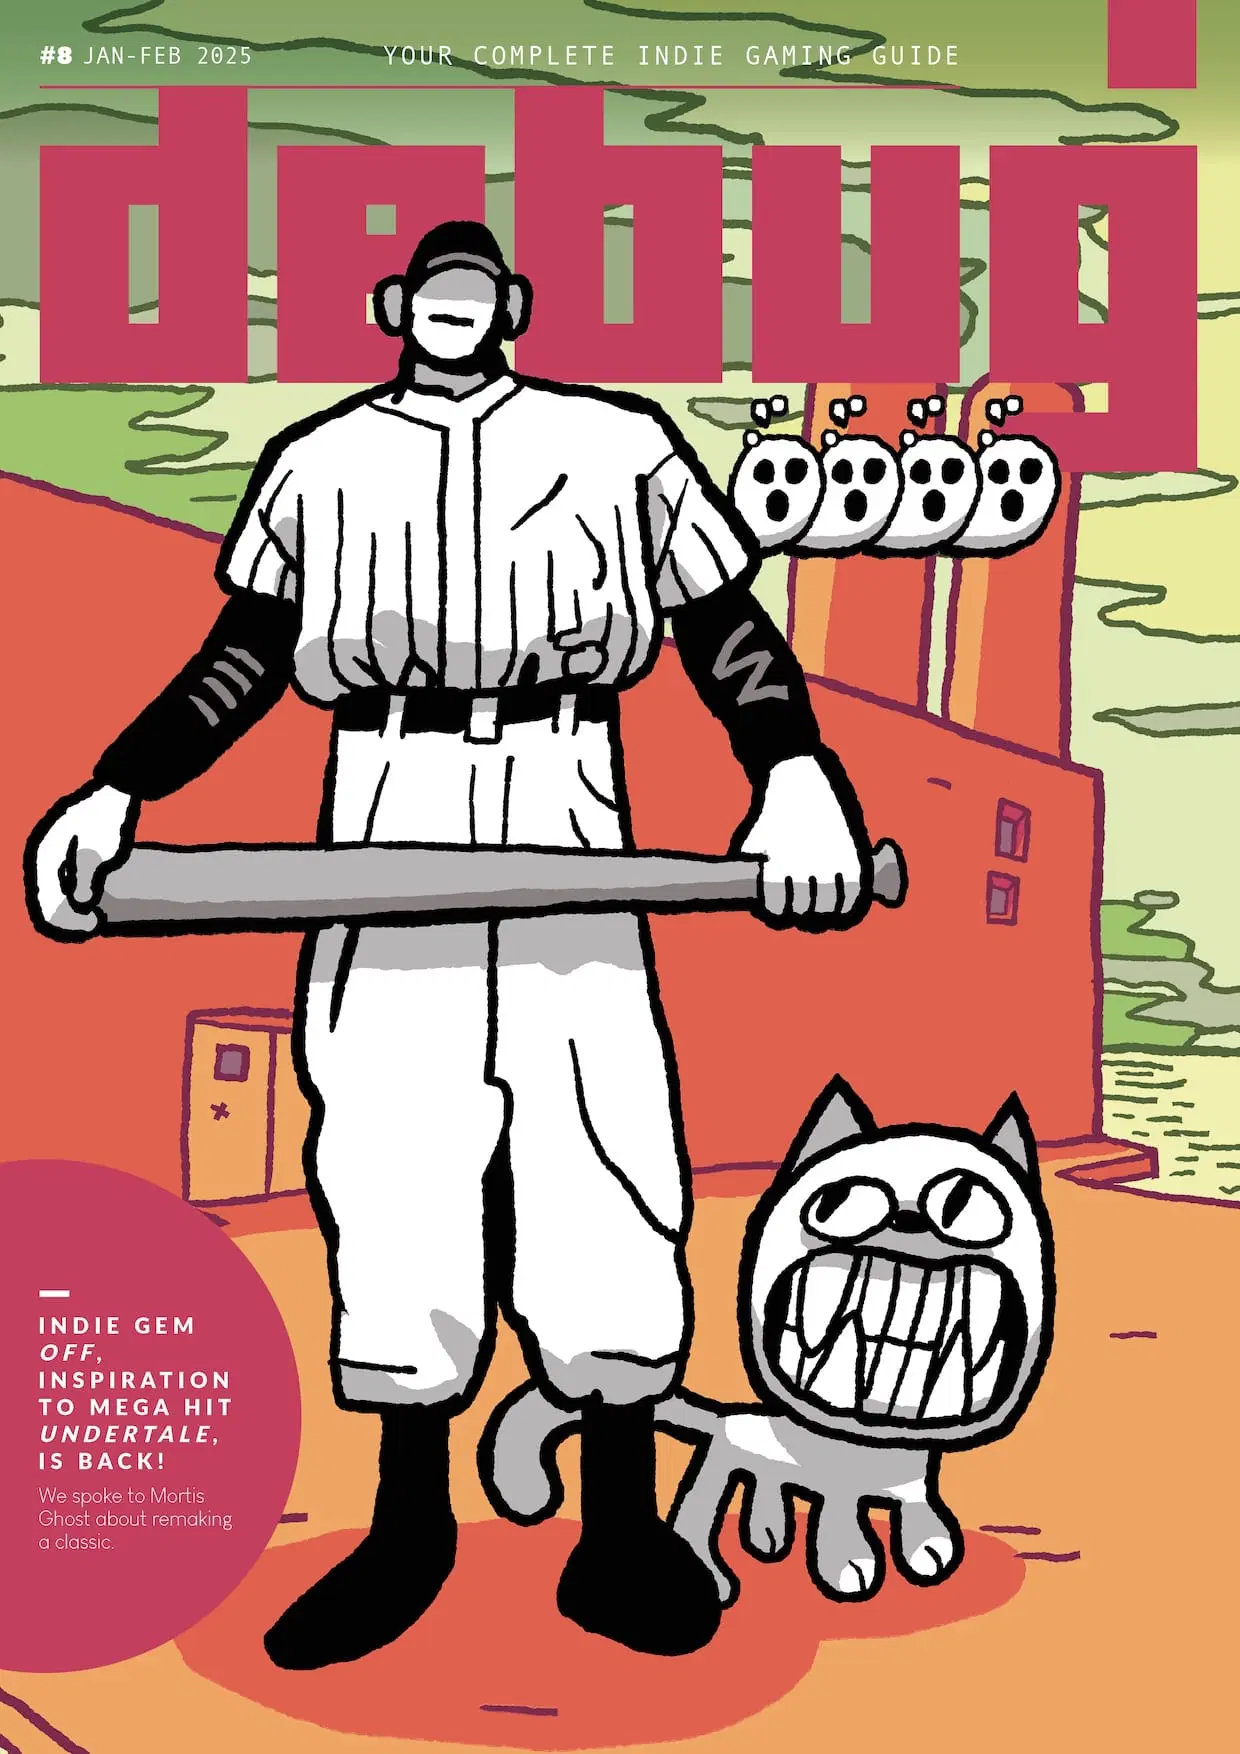 #8 JAN-FEB 2025
YOUR COMPLETE INDIE GAMING GUIDE
debug
W
INDIE GEM
OFF,
INSPIRATION
TO MEGA HIT
UNDERTALE,
IS BACK!
We spoke to Mortis
Ghost about remaking
a classic.